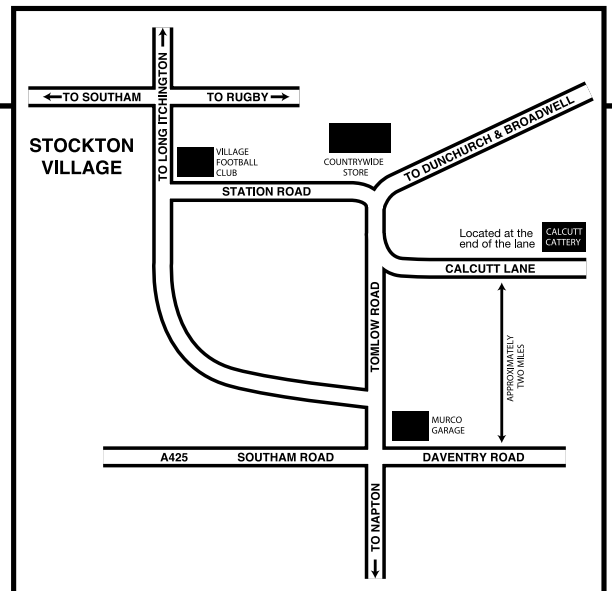 TO LONG ITCHINGTON
TO SOUTHAM
TO RUGBY
TO DUNCHURCH & BROADWELL
STOCKTON
VILLAGE
VILLAGE
FOOTBALL
CLUB
COUNTRYWIDE
STORE
STATION ROAD
Located at the
end of the lane
CALCUTT
CATTERY
CALCUTT LANE
TOMLOW ROAD
APPROXIMATELY
TWO MILES
MURCO
GARAGE
A425
SOUTHAM ROAD
DAVENTRY ROAD
TO NAPTON